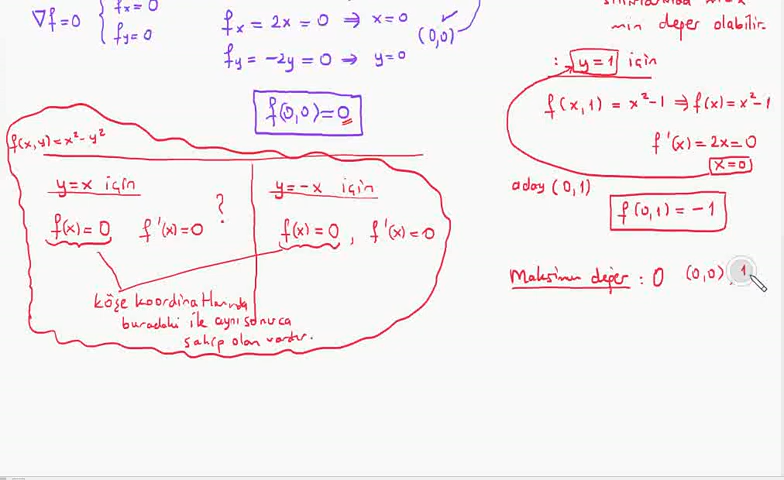 ∇f=0 { fx=0
fy=0
fx = 2x = 0 ⇒ x=0
(0,0)
fy = -2y = 0 → y=0
f(0,0)=0
min değer olabilir.
: y=1 için
f(x,1) = x²-1 ⇒ f(x)=x²-1
f'(x)=2x=0
x=0
aday (0,1)
f(0,1) = -1
f(x,y)=x²-y²
y=x için
f(x)=0 f'(x)=0 ?
y=-x için
f(x)=0, f'(x)=0
köşe koordinatlarında
buradaki ile aynı sonuca
sahip olan vardır.
Maksimum değer : 0 (0,0), 1